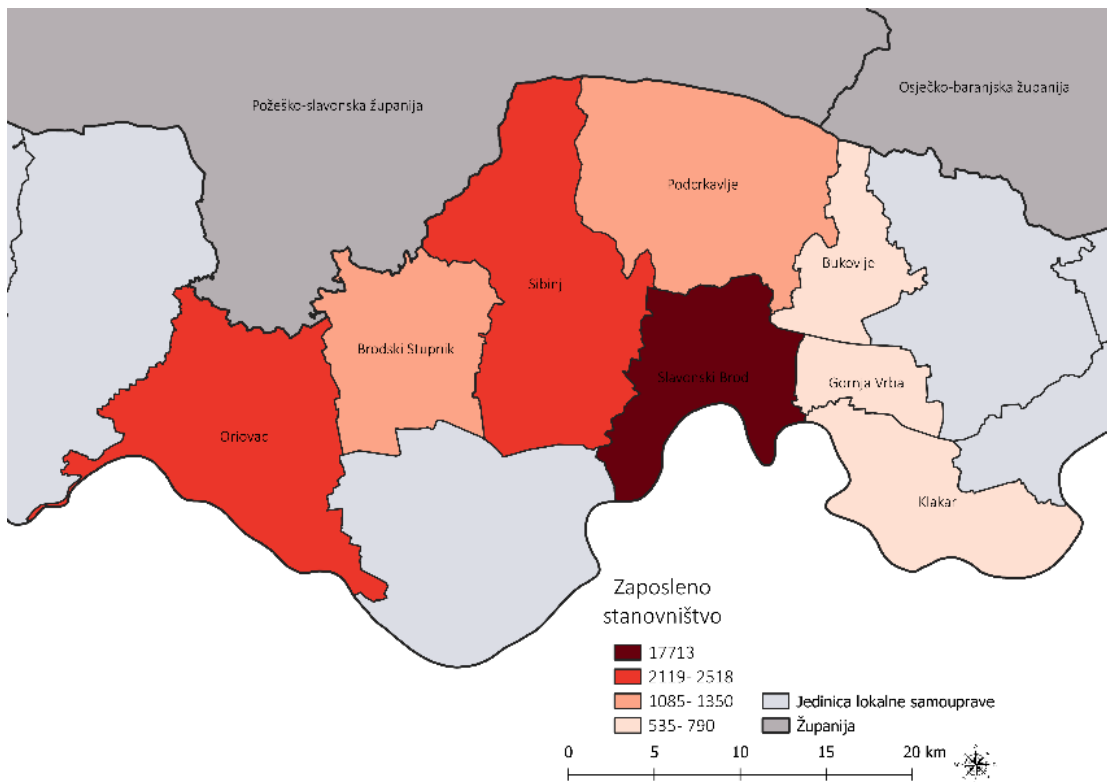 Požeško-slavonska županija
Osječko-baranjska županija
Podcrkavlje
Bukovlje
Sibinj
Brodski Stupnik
Slavonski Brod
Gornja Vrba
Oriovac
Klakar
Zaposleno
stanovništvo
17713
2119- 2518
1085- 1350
535- 790
Jedinica lokalne samouprave
Županija
0 5 10 15 20 km